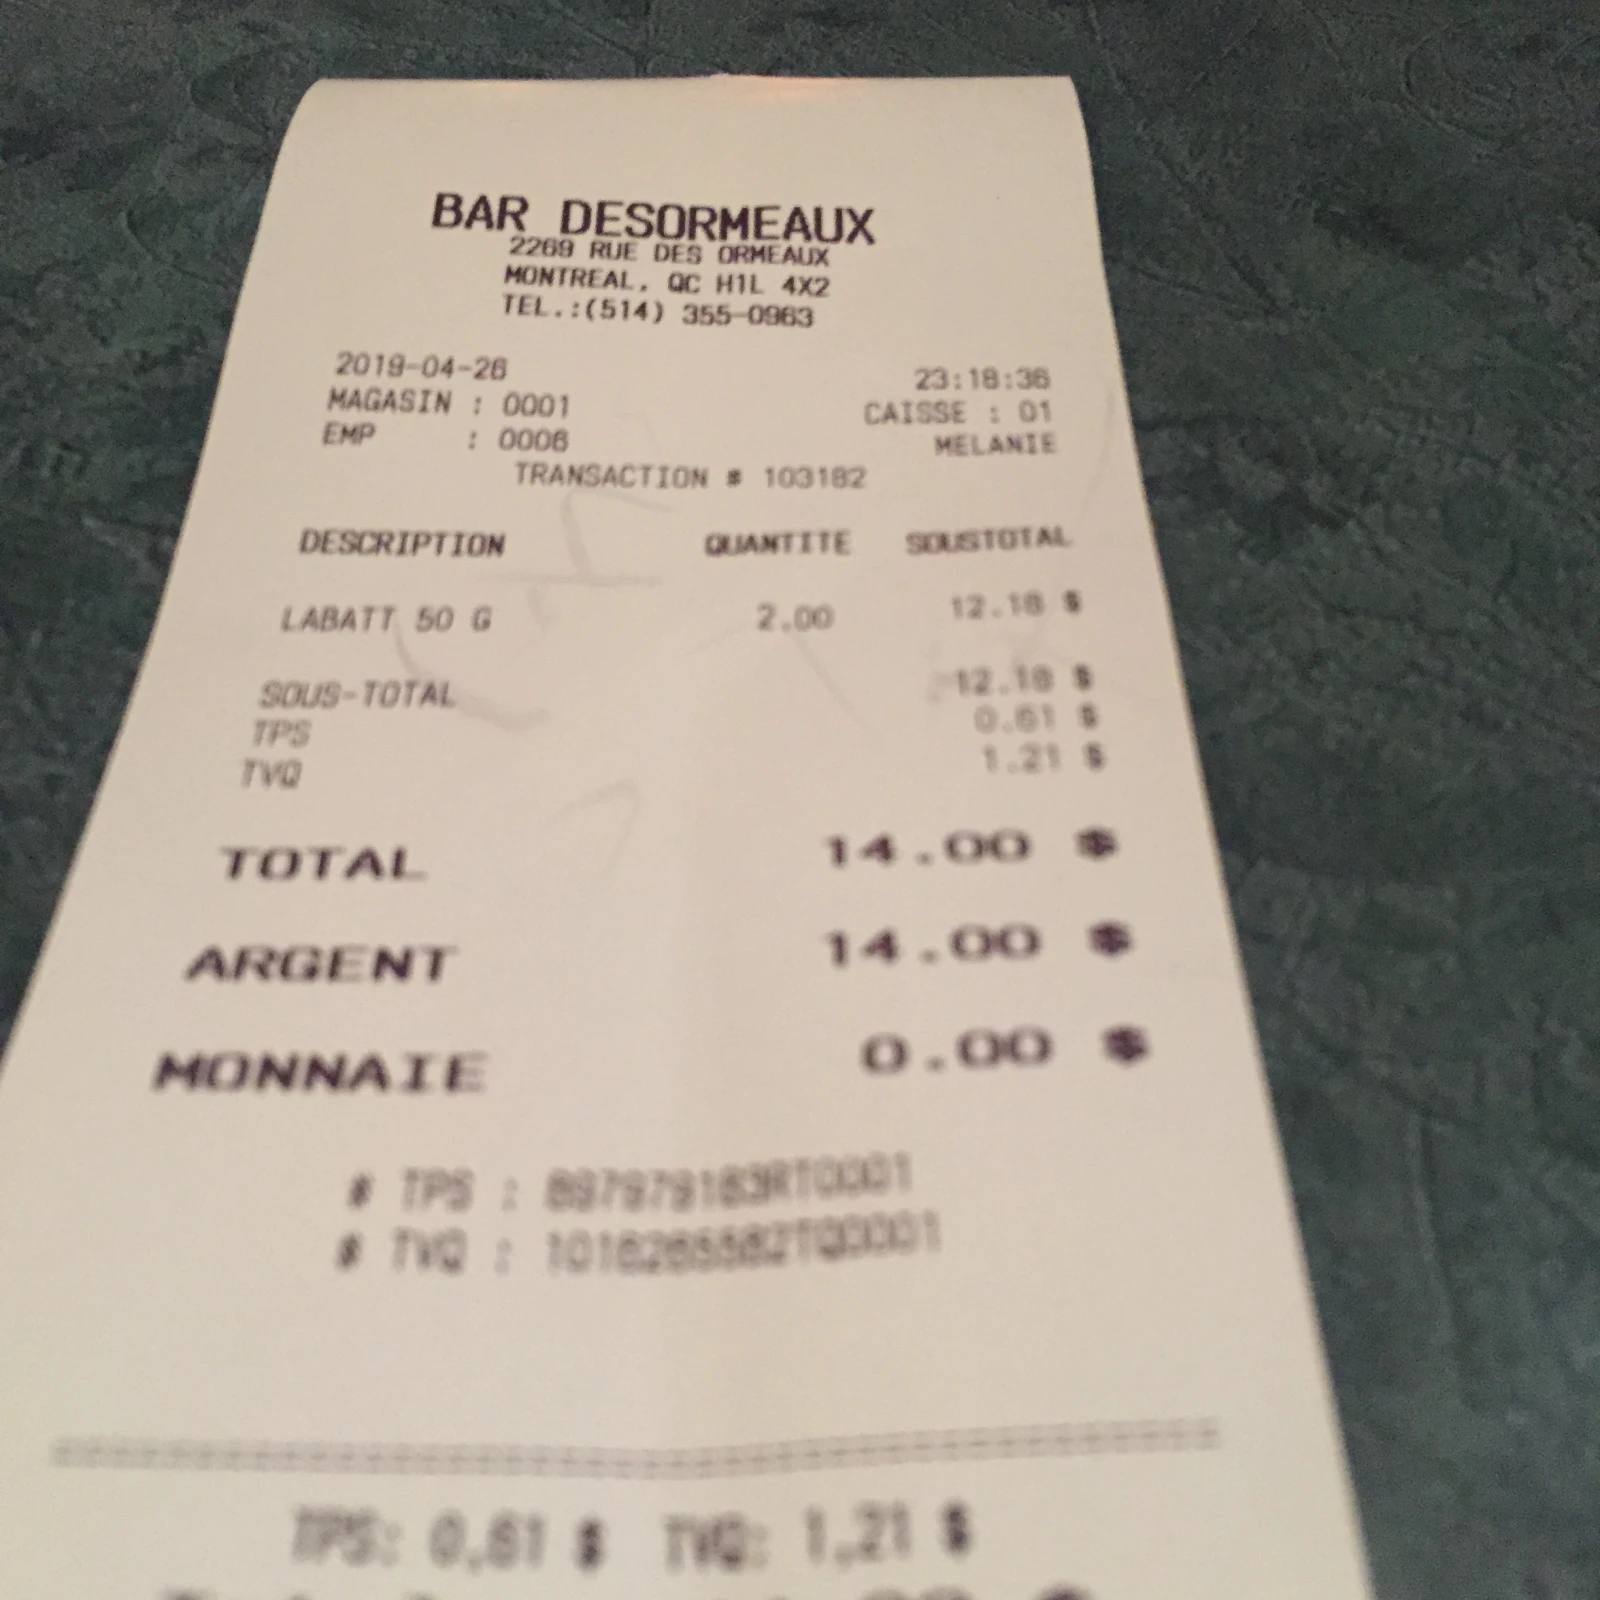 BAR DESORMEAUX
2269 RUE DES ORMEAUX
MONTREAL, QC H1L 4X2
TEL.:(514) 355-0963
2019-04-26 23:18:36
MAGASIN : 0001 CAISSE : 01
EMP : 0006 MELANIE
TRANSACTION # 103182
DESCRIPTION QUANTITE SOUSTOTAL
LABATT 50 G 2.00 12.18 $
SOUS-TOTAL 12.18 $
TPS 0.61 $
TVQ 1.21 $
TOTAL 14.00 $
ARGENT 14.00 $
MONNAIE 0.00 $
# TPS : 897979163RT0001
# TVQ :
TPS: 0,61 $ TVQ: 1,21 $